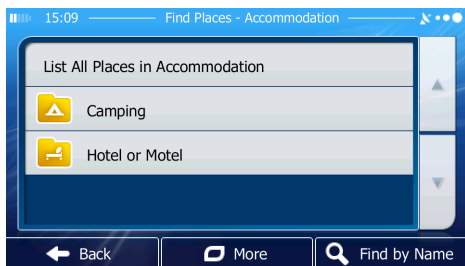 15:09 Find Places - Accommodation
List All Places in Accommodation
Camping
Hotel or Motel
Back More Find by Name